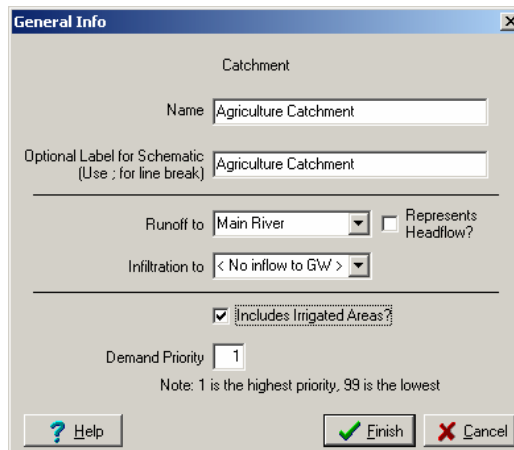 General Info
Catchment
Name Agriculture Catchment
Optional Label for Schematic
(Use ; for line break) Agriculture Catchment
Runoff to Main River Represents
Headflow?
Infiltration to < No inflow to GW >
Includes Irrigated Areas?
Demand Priority 1
Note: 1 is the highest priority, 99 is the lowest
? Help Finish Cancel